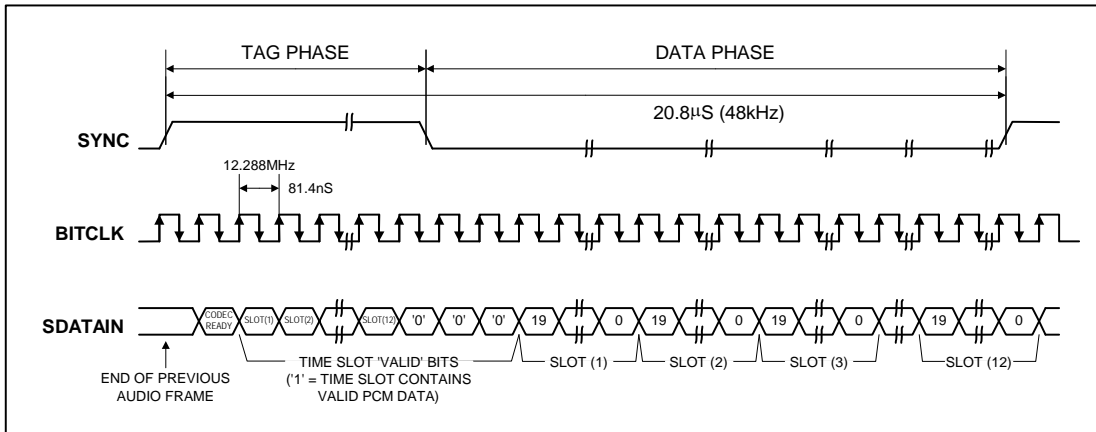 TAG PHASE
DATA PHASE
20.8µS (48kHz)
SYNC
12.288MHz
81.4nS
BITCLK
SDATAIN
CODEC
READY
SLOT(1)
SLOT(2)
SLOT(12)
'0'
'0'
'0'
19
0
19
0
19
0
19
0
END OF PREVIOUS
AUDIO FRAME
TIME SLOT 'VALID' BITS
('1' = TIME SLOT CONTAINS
VALID PCM DATA)
SLOT (1)
SLOT (2)
SLOT (3)
SLOT (12)